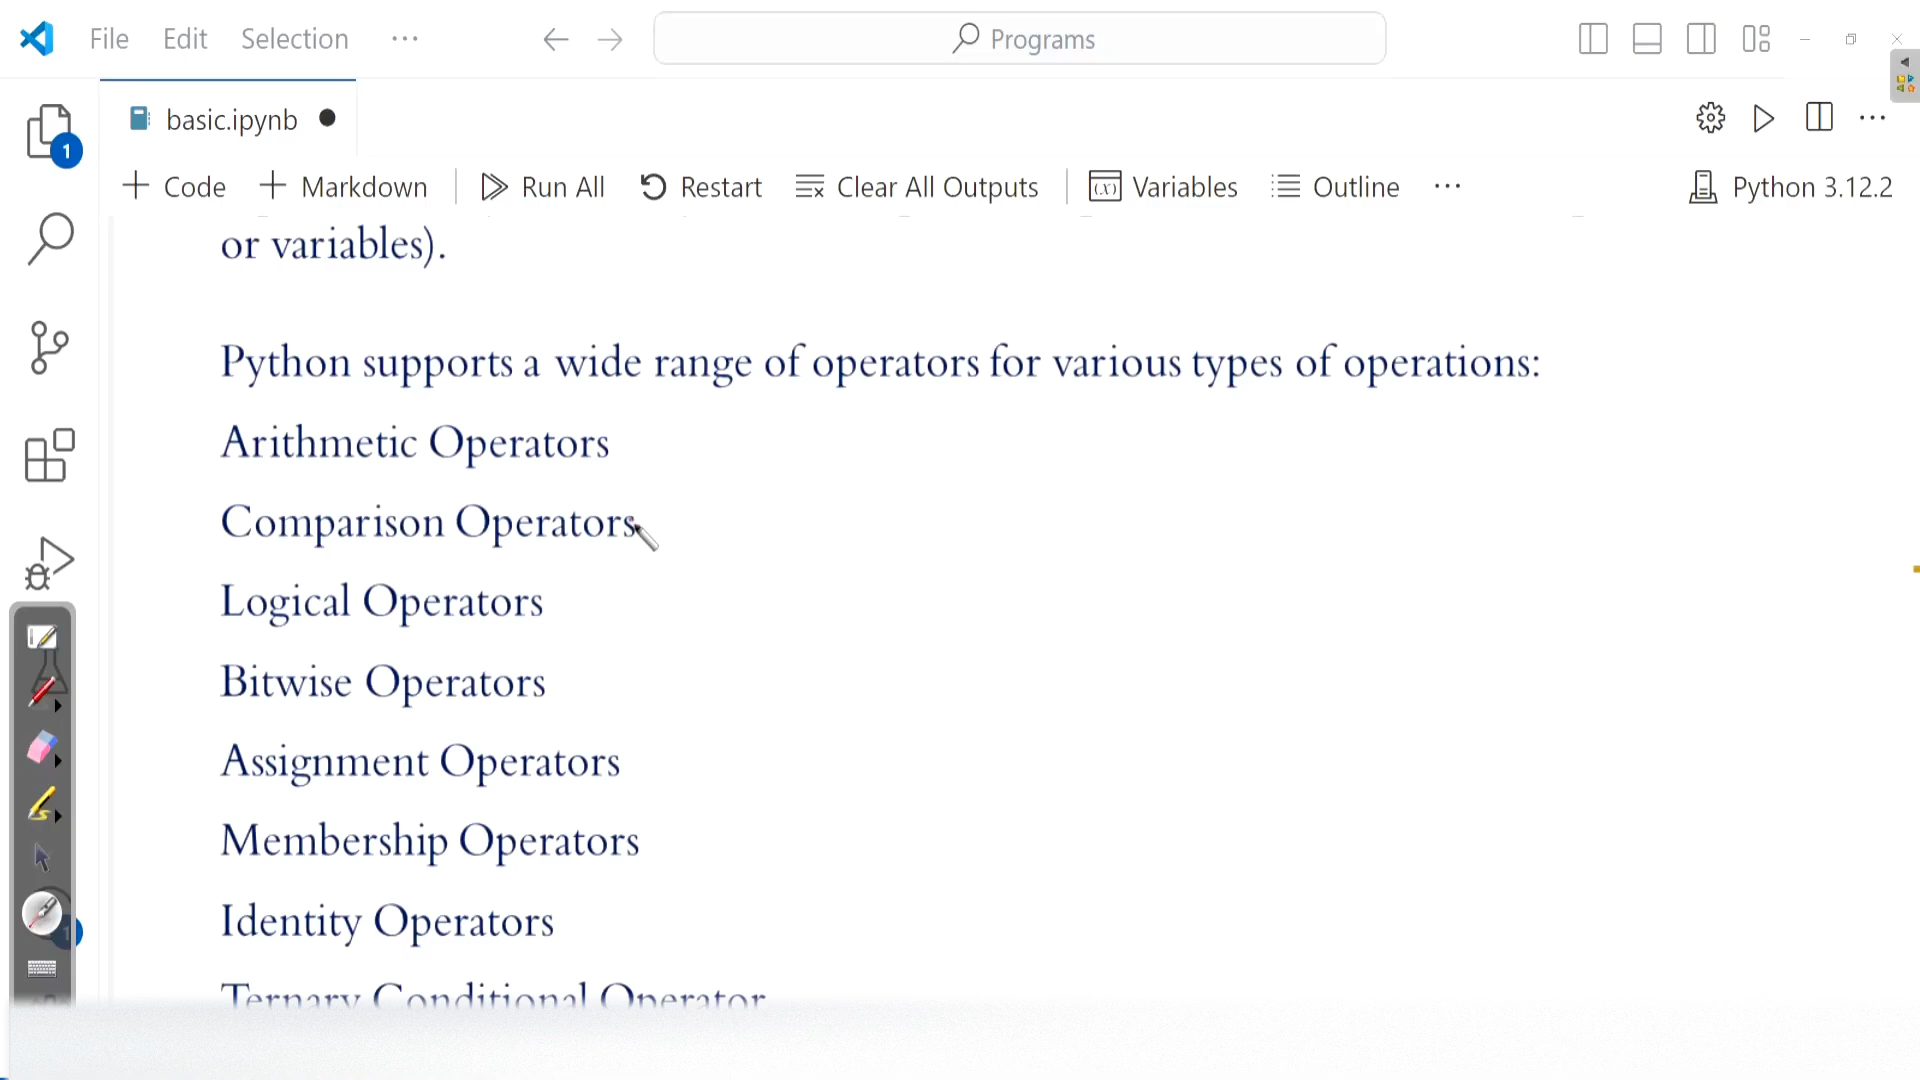 File Edit Selection ··· Programs
basic.ipynb
1
Code Markdown Run All Restart Clear All Outputs Variables Outline ··· Python 3.12.2
or variables).
Python supports a wide range of operators for various types of operations:
Arithmetic Operators
Comparison Operators
Logical Operators
Bitwise Operators
Assignment Operators
Membership Operators
Identity Operators
Ternary Conditional Operator
1